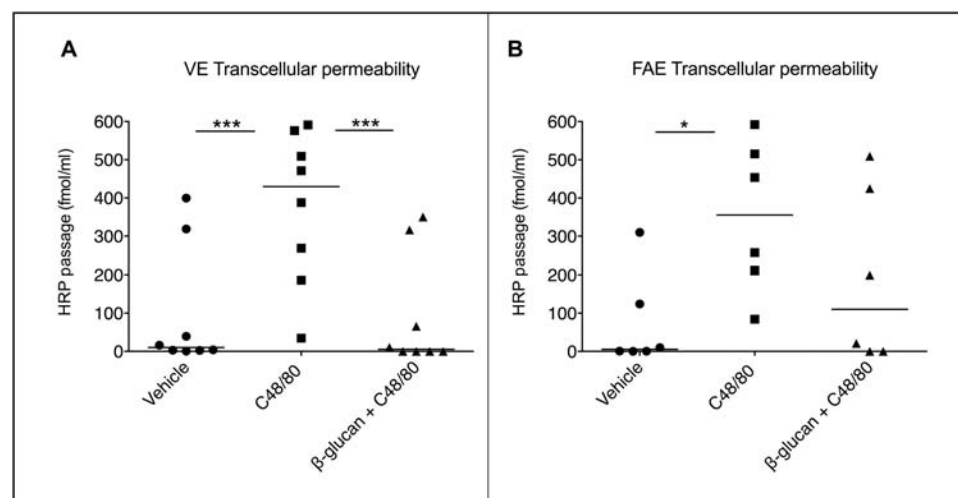 A
VE Transcellular permeability
HRP passage (fmol/ml)
600
500
400
300
200
100
0
***
***
Vehicle
C48/80
β-glucan + C48/80
B
FAE Transcellular permeability
HRP passage (fmol/ml)
600
500
400
300
200
100
0
*
Vehicle
C48/80
β-glucan + C48/80